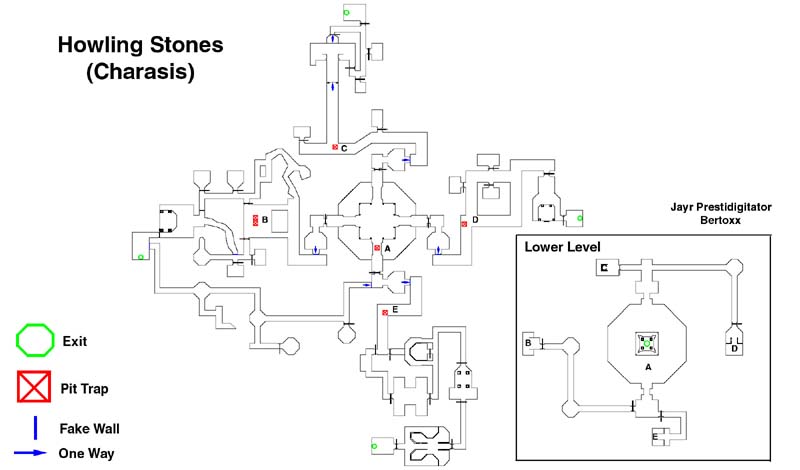 Howling Stones
(Charasis)
C
B
A
D
E
Jayr Prestidigitator
Bertoxx
Lower Level
B
A
D
E
Exit
Pit Trap
Fake Wall
One Way